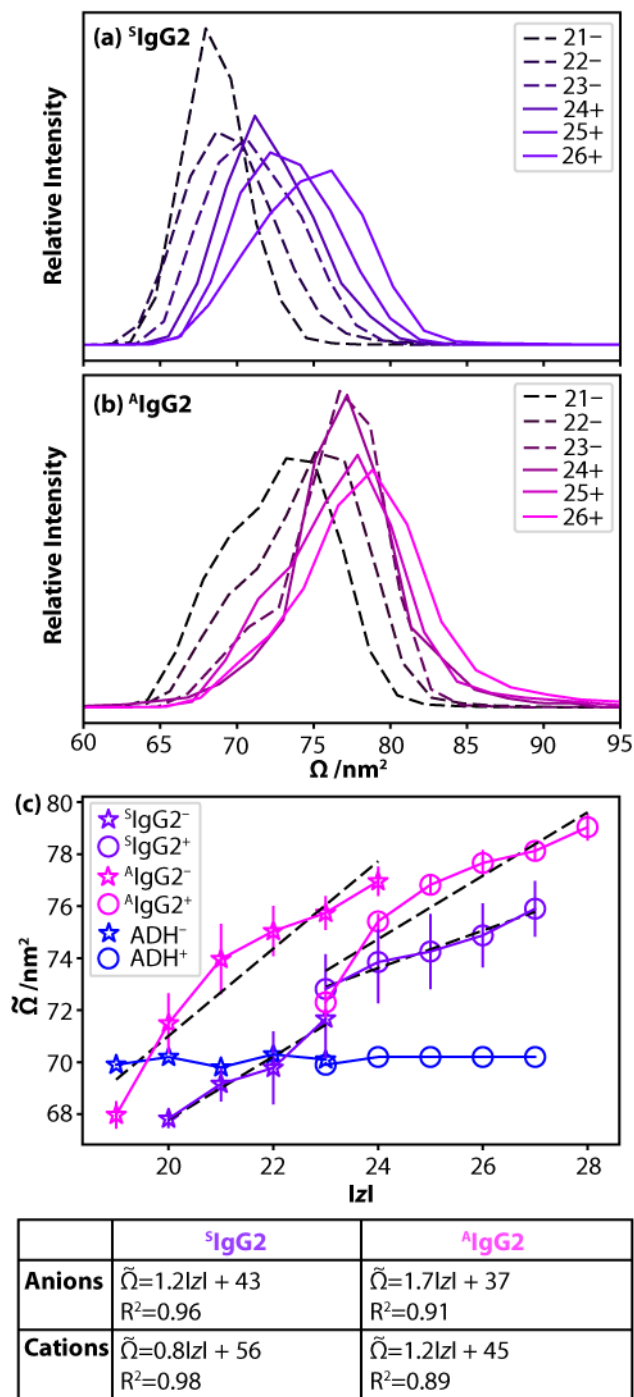 (a) ˢIgG2
21−
22−
23−
24+
25+
26+
Relative Intensity
(b) ᴬIgG2
21−
22−
23−
24+
25+
26+
Relative Intensity
60 65 70 75 80 85 90 95
Ω /nm²
(c)
ˢIgG2⁻
ˢIgG2⁺
ᴬIgG2⁻
ᴬIgG2⁺
ADH⁻
ADH⁺
80
78
76
74
72
70
68
Ω̃ /nm²
20 22 24 26 28
|z|
ˢIgG2 ᴬIgG2
Anions Ω̃=1.2|z| + 43 Ω̃=1.7|z| + 37
R²=0.96 R²=0.91
Cations Ω̃=0.8|z| + 56 Ω̃=1.2|z| + 45
R²=0.98 R²=0.89